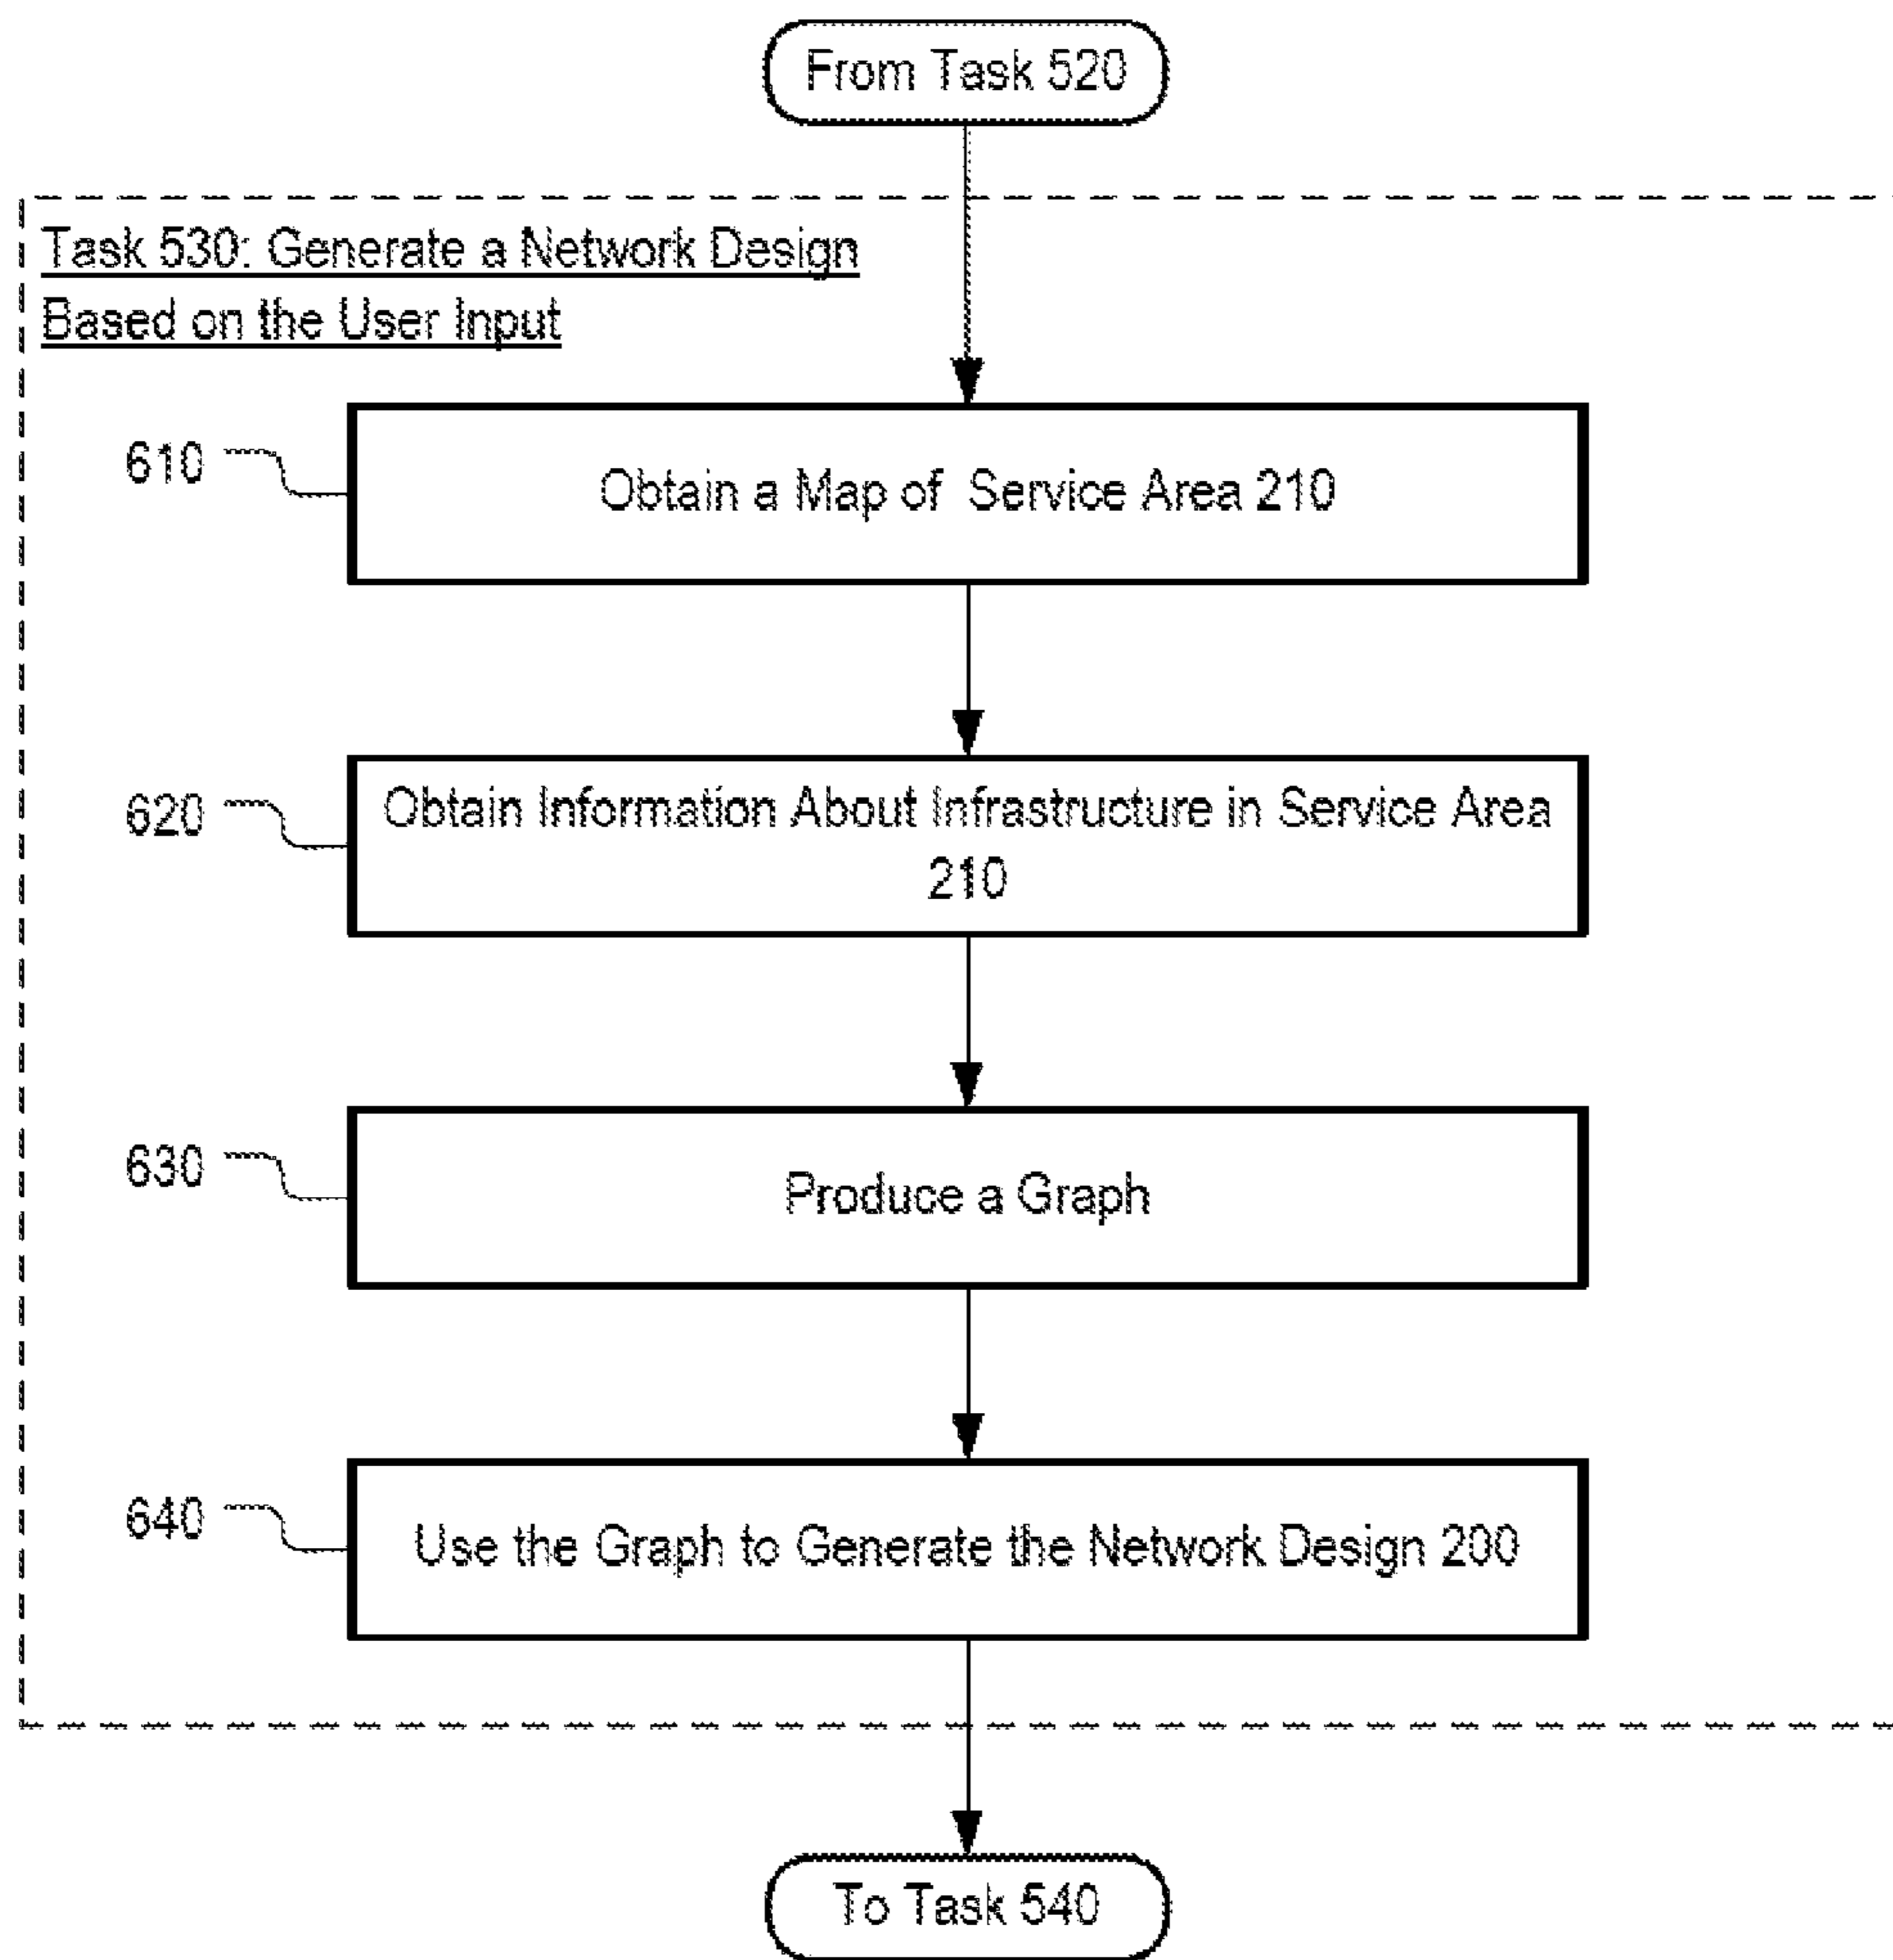 From Task 520
Task 530: Generate a Network Design
Based on the User Input
610
Obtain a Map of Service Area 210
620
Obtain Information About Infrastructure in Service Area
210
630
Produce a Graph
640
Use the Graph to Generate the Network Design 200
To Task 540